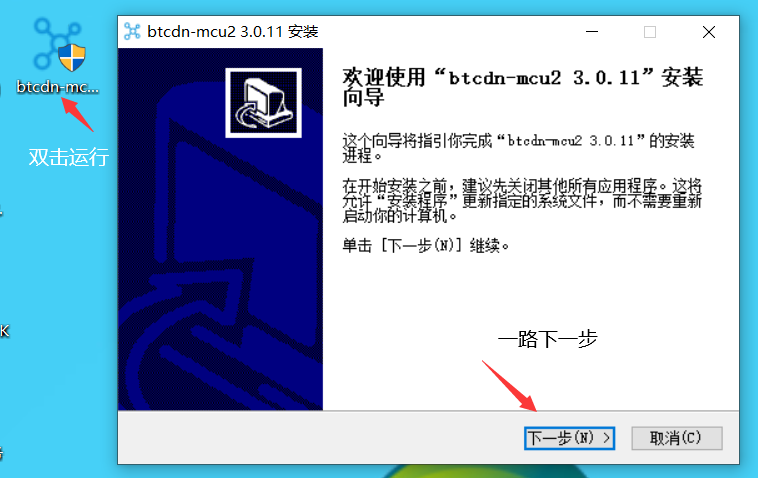 btcdn-mcu2 3.0.11 安装
btcdn-mc...
双击运行
欢迎使用“btcdn-mcu2 3.0.11”安装
向导
这个向导将指引你完成“btcdn-mcu2 3.0.11”的安装
进程。
在开始安装之前，建议先关闭其他所有应用程序。这将
允许“安装程序”更新指定的系统文件，而不需要重新
启动你的计算机。
单击 [下一步(N)] 继续。
K
一路下一步
下一步(N) >
取消(C)